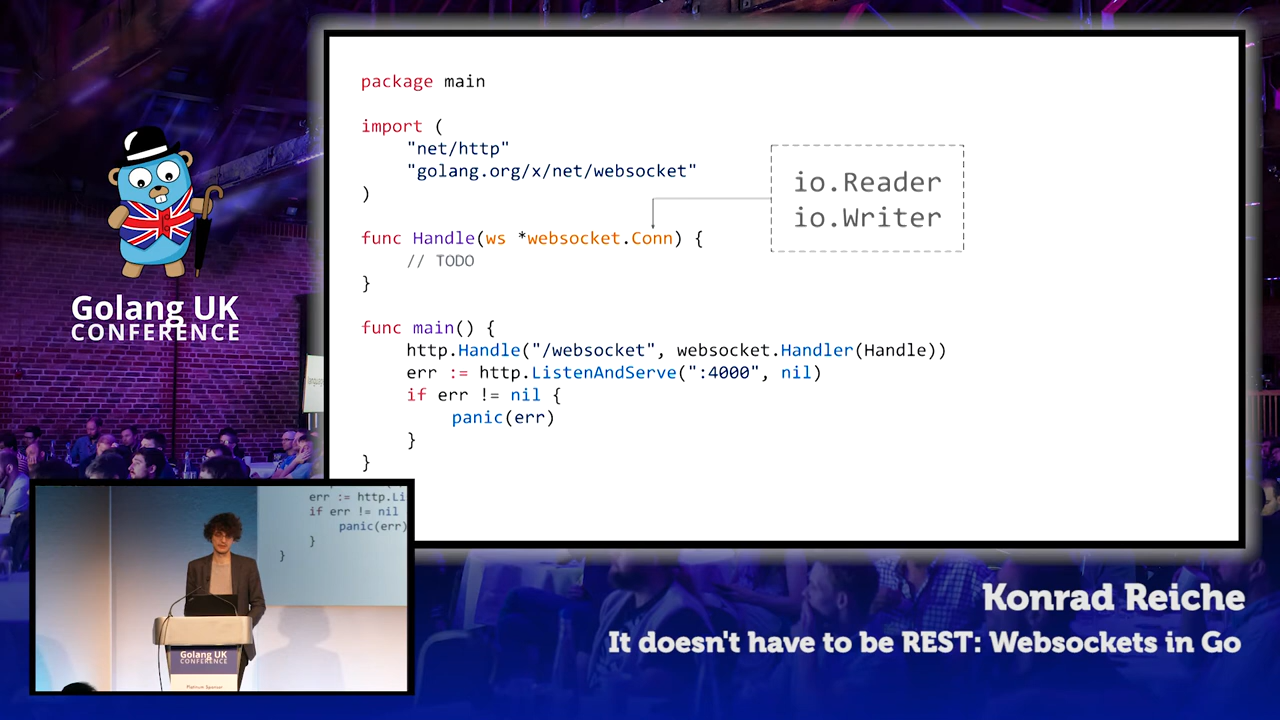 package main
import (
"net/http"
"golang.org/x/net/websocket"
)
io.Reader
io.Writer
func Handle(ws *websocket.Conn) {
// TODO
}
func main() {
http.Handle("/websocket", websocket.Handler(Handle))
err := http.ListenAndServe(":4000", nil)
if err != nil {
panic(err)
}
}
Golang UK
CONFERENCE
err := http.Li
if err != nil
panic(err)
}
}
Golang UK
CONFERENCE
Platinum Sponsor
Konrad Reiche
It doesn't have to be REST: Websockets in Go